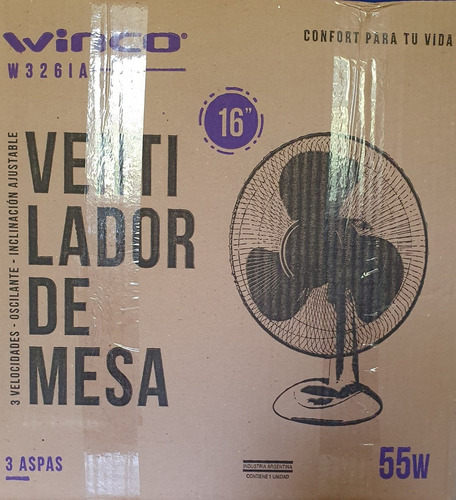 winco®
CONFORT PARA TU VIDA
W326IA
16"
VENTI
LADOR
DE
MESA
3 VELOCIDADES - OSCILANTE - INCLINACIÓN AJUSTABLE
3 ASPAS
INDUSTRIA ARGENTINA
CONTIENE 1 UNIDAD
55W